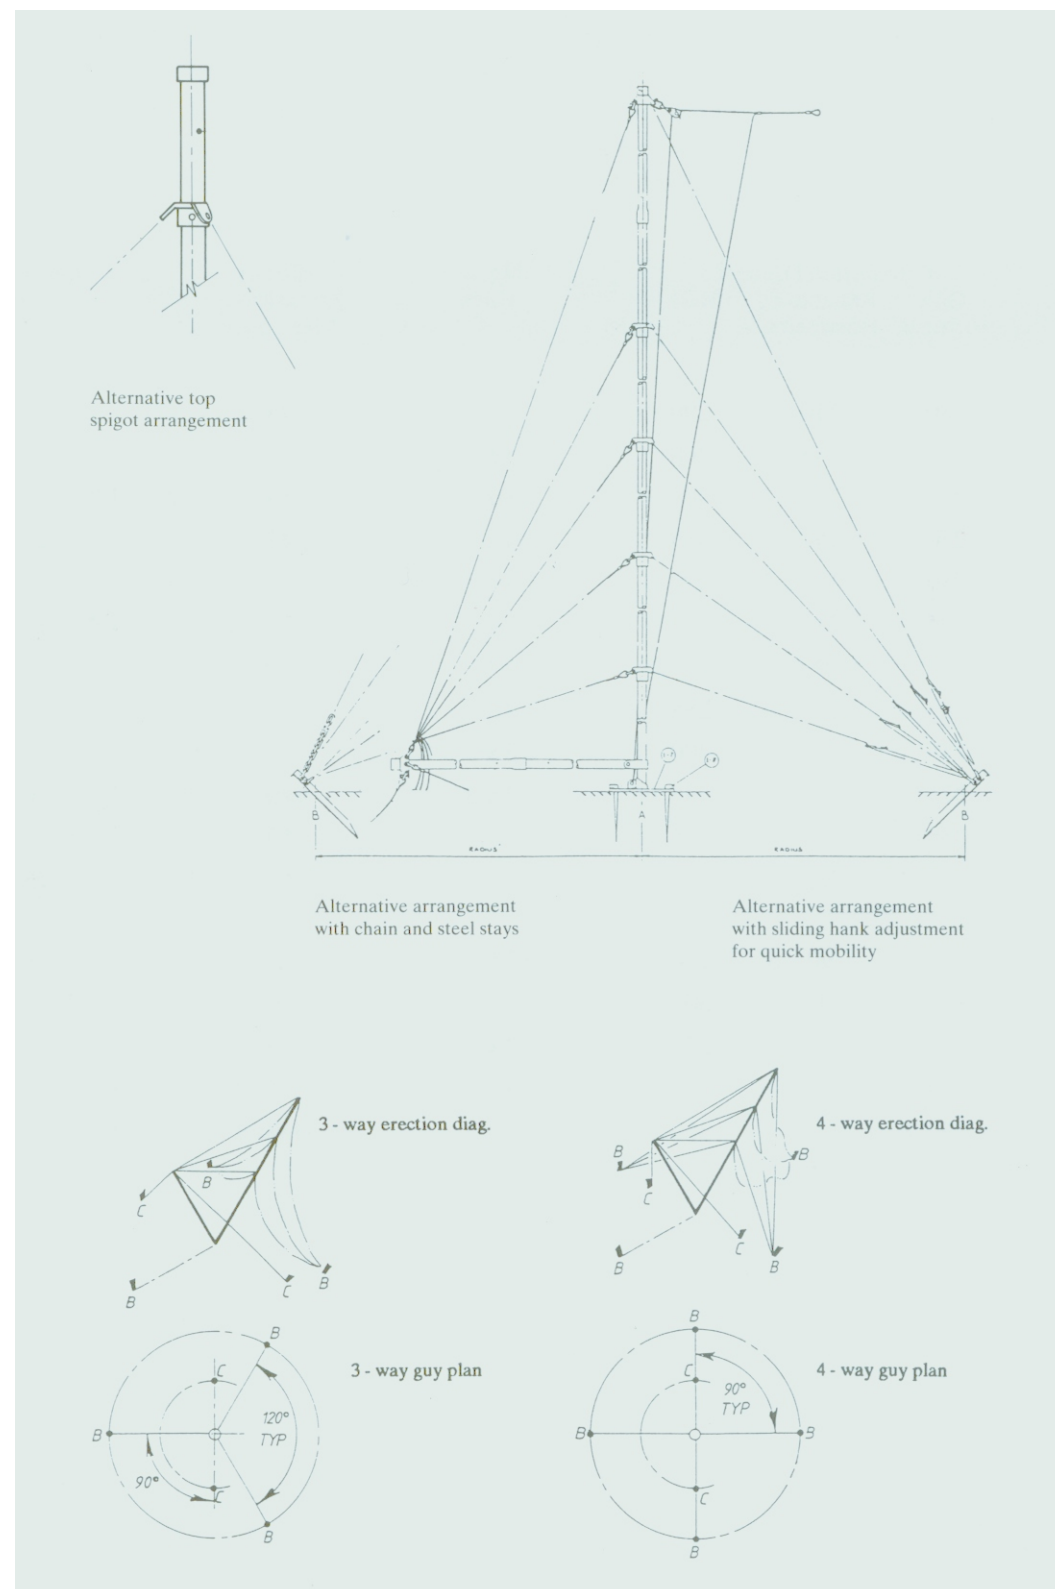 Alternative top
spigot arrangement
B
A
B
RADIUS
RADIUS
Alternative arrangement
with chain and steel stays
Alternative arrangement
with sliding hank adjustment
for quick mobility
3 - way erection diag.
B
C
B
C
B
4 - way erection diag.
B
B
C
C
B
B
3 - way guy plan
B
C
120°
TYP
B
90°
C
B
4 - way guy plan
B
C
90°
TYP
B
B
C
B